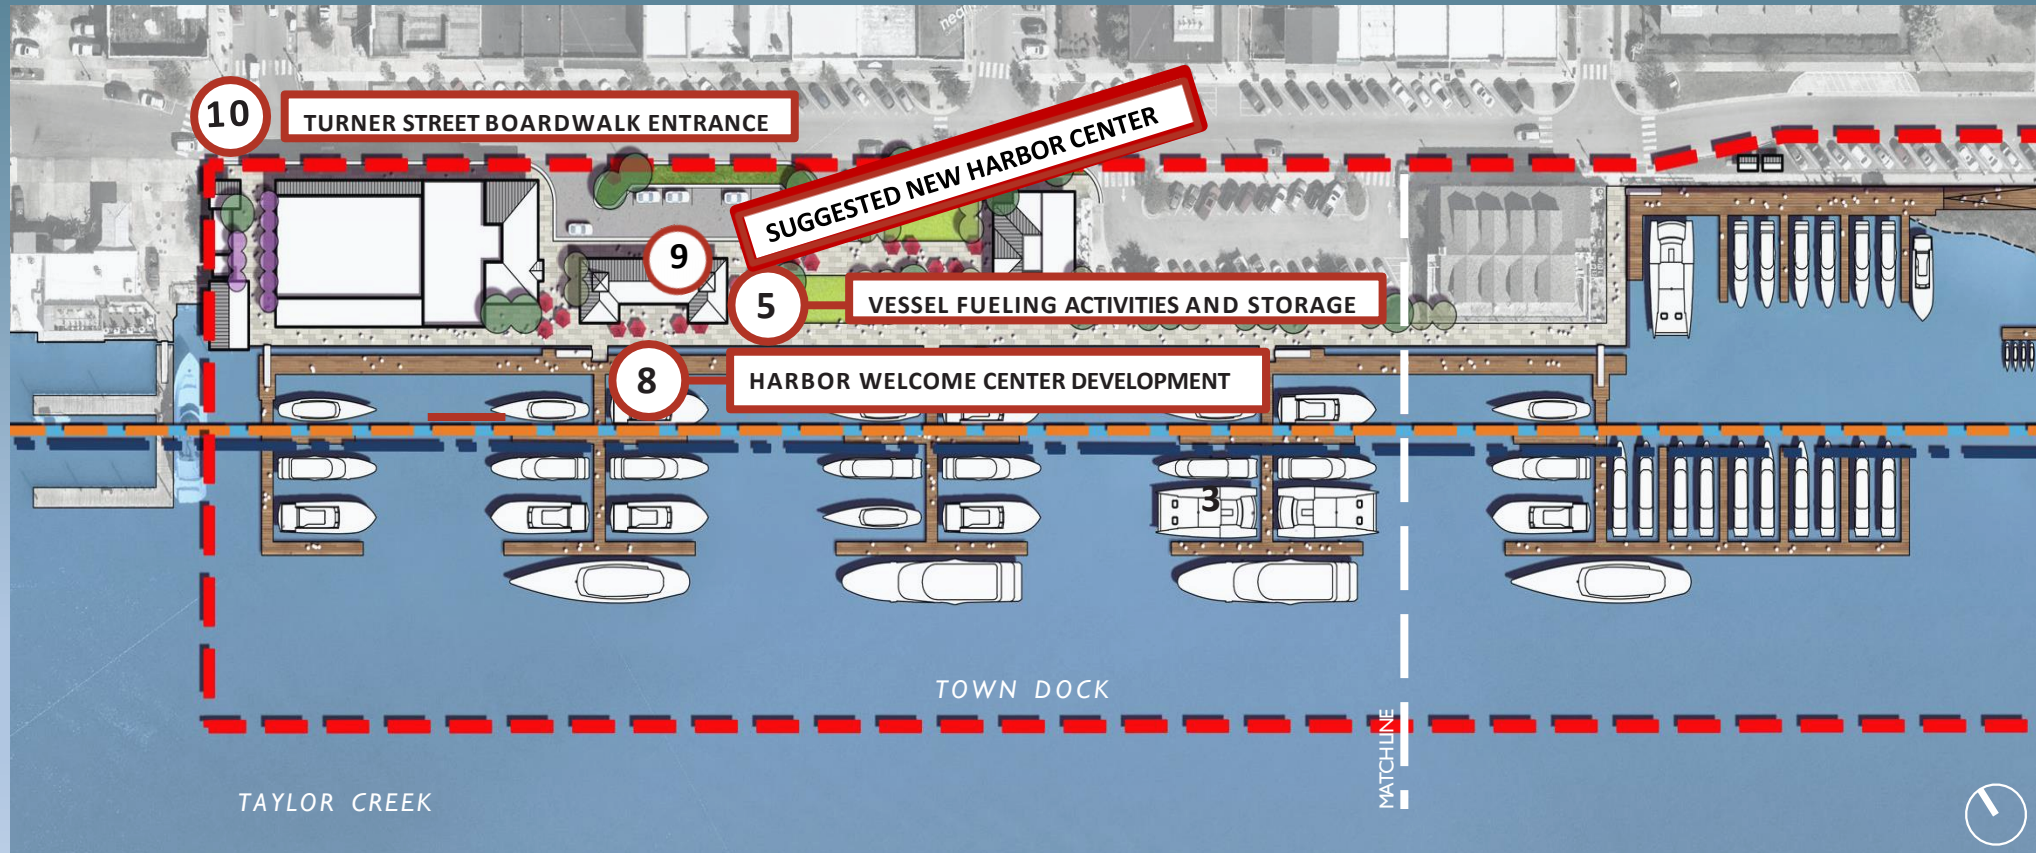 10
TURNER STREET BOARDWALK ENTRANCE
SUGGESTED NEW HARBOR CENTER
9
5
VESSEL FUELING ACTIVITIES AND STORAGE
8
HARBOR WELCOME CENTER DEVELOPMENT
3
TOWN DOCK
MATCHLINE
TAYLOR CREEK